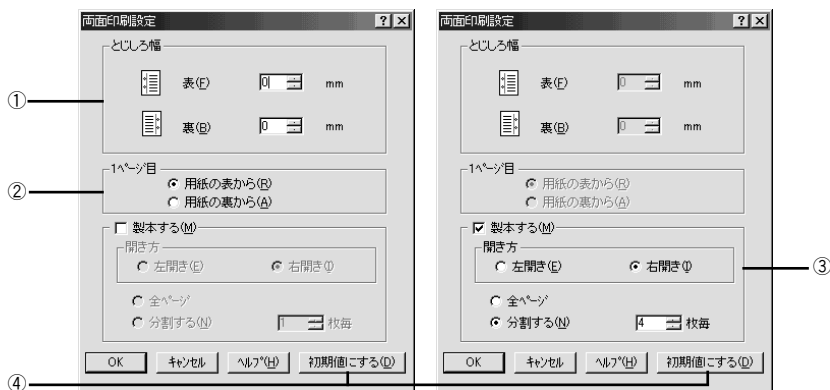 両面印刷設定
とじしろ幅
表(F) 0 mm
裏(B) 0 mm
1ページ目
用紙の表から(R)
用紙の裏から(A)
製本する(M)
開き方
左開き(E) 右開き(I)
全ページ
分割する(N) 1 枚毎
OK キャンセル ヘルプ(H) 初期値にする(D)
両面印刷設定
とじしろ幅
表(F) 0 mm
裏(B) 0 mm
1ページ目
用紙の表から(R)
用紙の裏から(A)
製本する(M)
開き方
左開き(E) 右開き(I)
全ページ
分割する(N) 4 枚毎
OK キャンセル ヘルプ(H) 初期値にする(D)
①
②
③
④